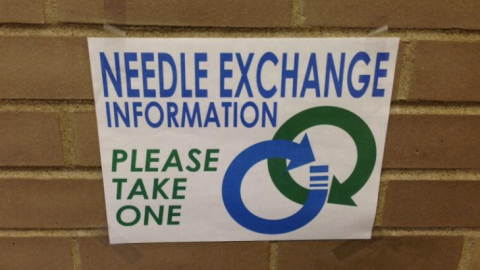 NEEDLE EXCHANGE
INFORMATION
PLEASE
TAKE
ONE